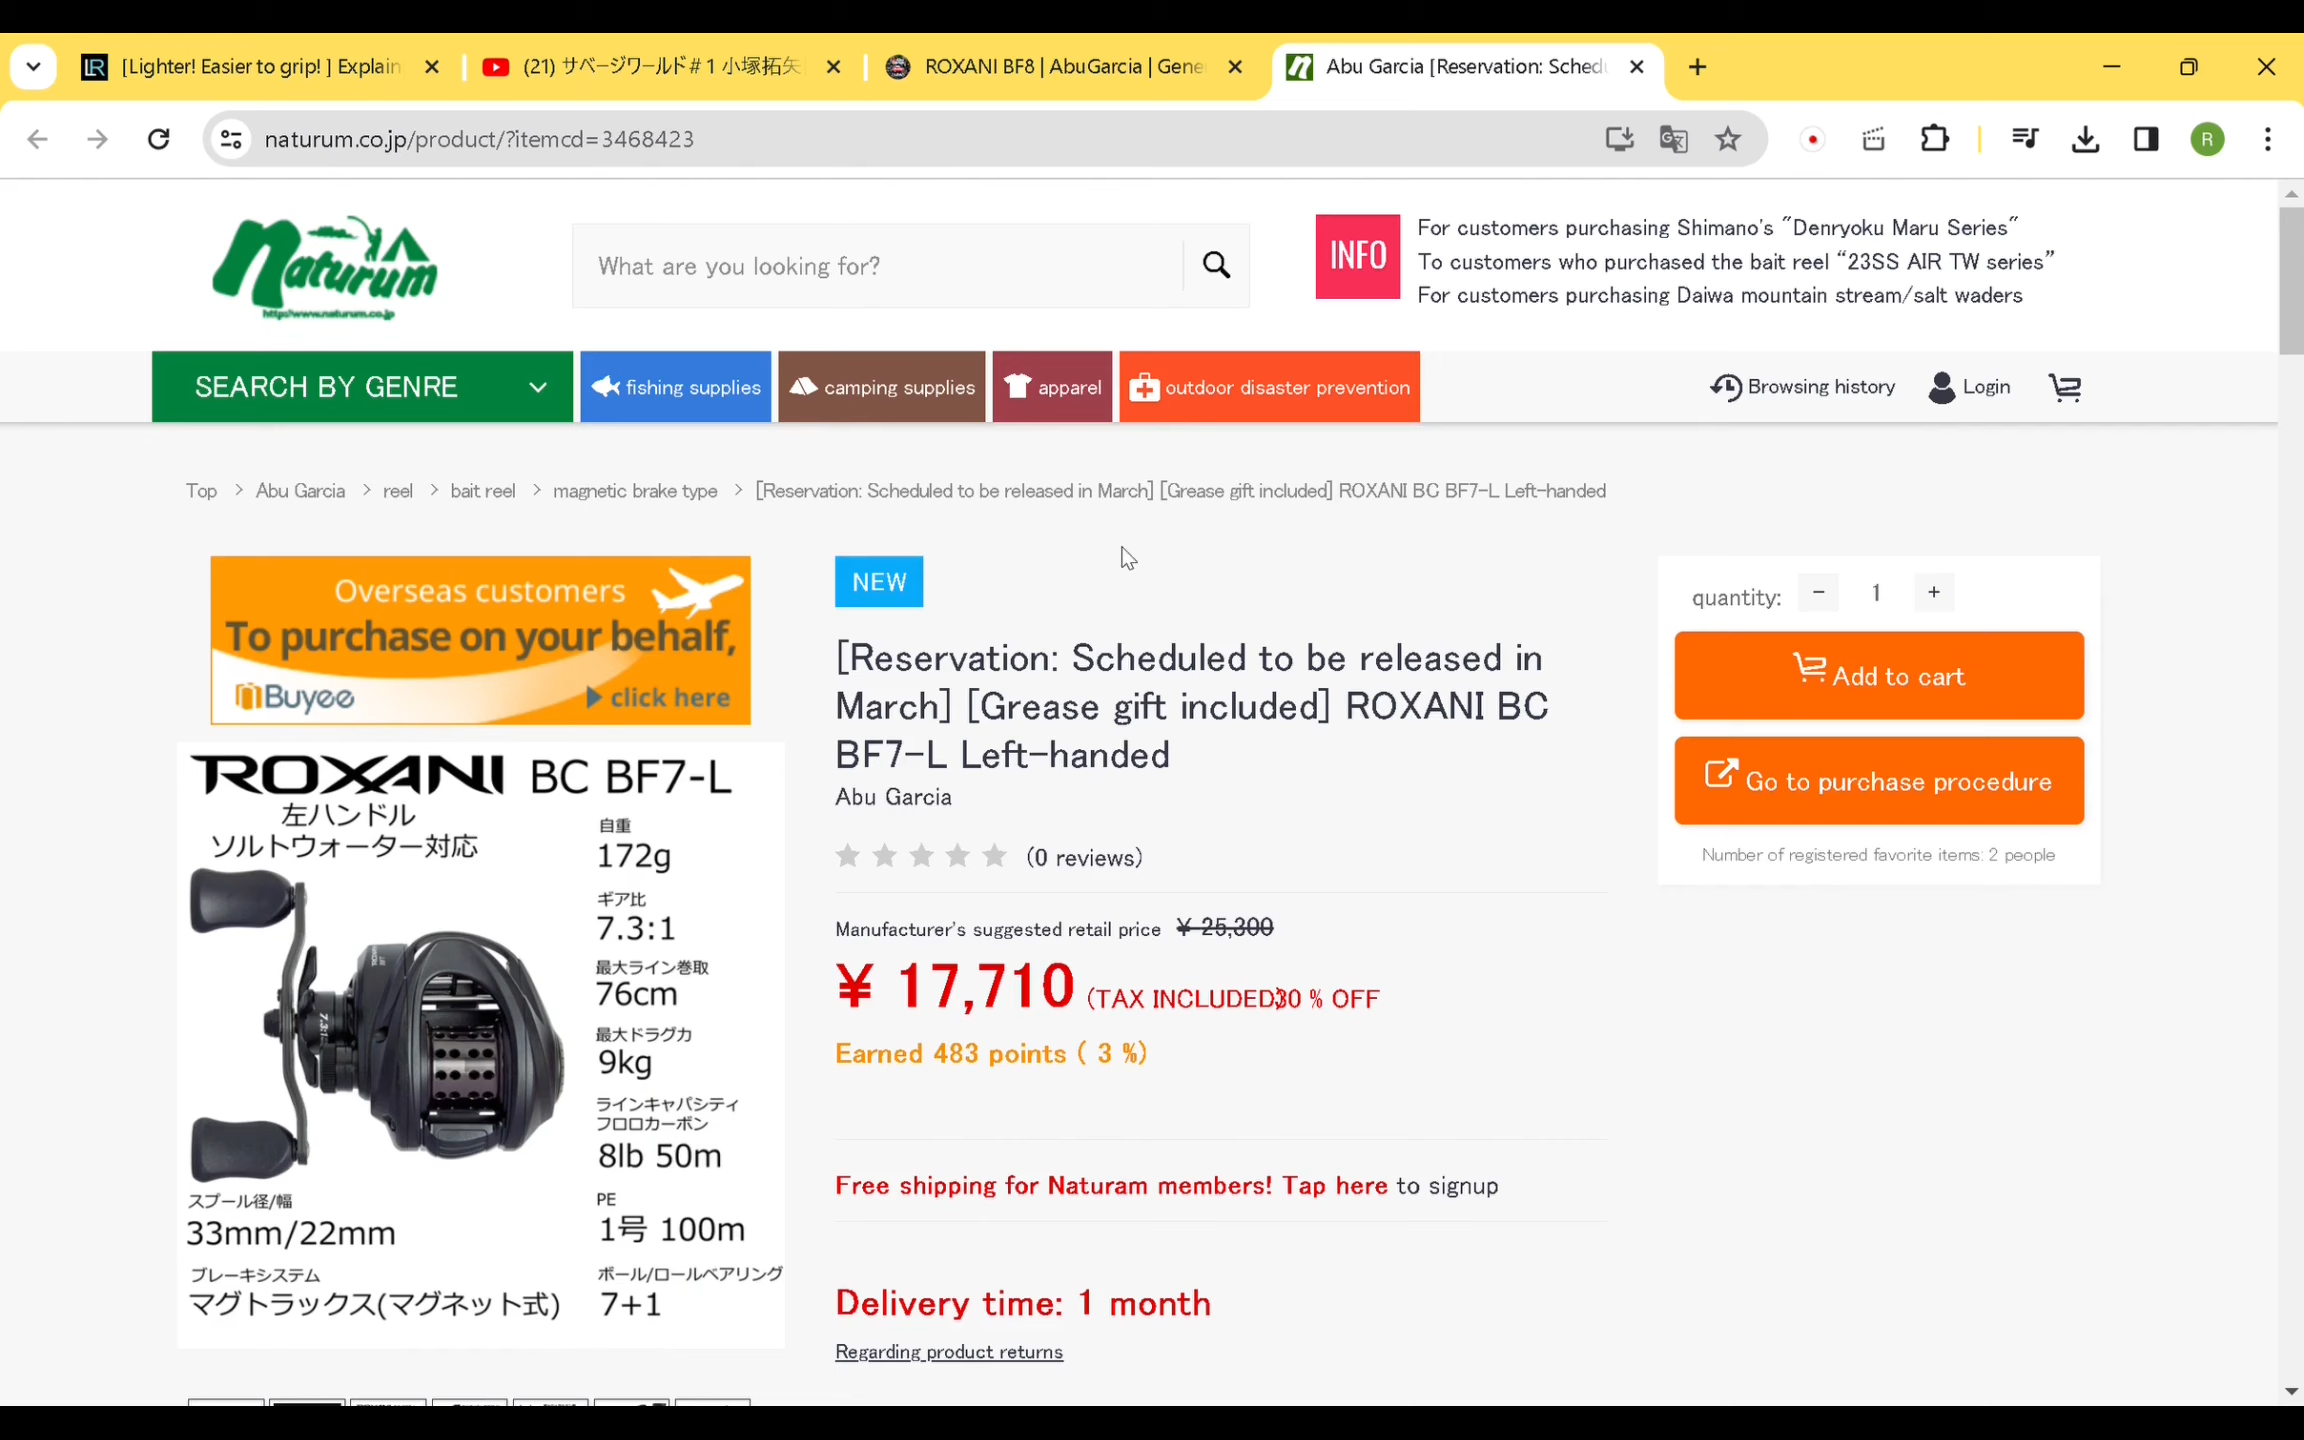 [Lighter! Easier to grip! ] Explain
(21) サベージワールド#1 小塚拓矢
ROXANI BF8 | AbuGarcia | Gene
Abu Garcia [Reservation: Schedu
naturum.co.jp/product/?itemcd=3468423
R
naturum
http://www.naturum.co.jp
What are you looking for?
INFO
For customers purchasing Shimano's "Denryoku Maru Series"
To customers who purchased the bait reel “23SS AIR TW series”
For customers purchasing Daiwa mountain stream/salt waders
SEARCH BY GENRE
fishing supplies
camping supplies
apparel
outdoor disaster prevention
Browsing history
Login
Top > Abu Garcia > reel > bait reel > magnetic brake type > [Reservation: Scheduled to be released in March] [Grease gift included] ROXANI BC BF7-L Left-handed
Overseas customers
To purchase on your behalf,
Buyee
click here
ROXANI BC BF7-L
左ハンドル
ソルトウォーター対応
自重
172g
ギア比
7.3:1
最大ライン巻取
76cm
最大ドラグ力
9kg
ラインキャパシティ
フロロカーボン
8lb 50m
スプール径/幅
33mm/22mm
PE
1号 100m
ブレーキシステム
マグトラックス(マグネット式)
ボール/ロールベアリング
7+1
7.3:1
NEW
[Reservation: Scheduled to be released in
March] [Grease gift included] ROXANI BC
BF7-L Left-handed
Abu Garcia
(0 reviews)
Manufacturer's suggested retail price ¥ 25,300
¥ 17,710 (TAX INCLUDED)30 % OFF
Earned 483 points ( 3 %)
Free shipping for Naturam members! Tap here to signup
Delivery time: 1 month
Regarding product returns
quantity: − 1 +
Add to cart
Go to purchase procedure
Number of registered favorite items: 2 people